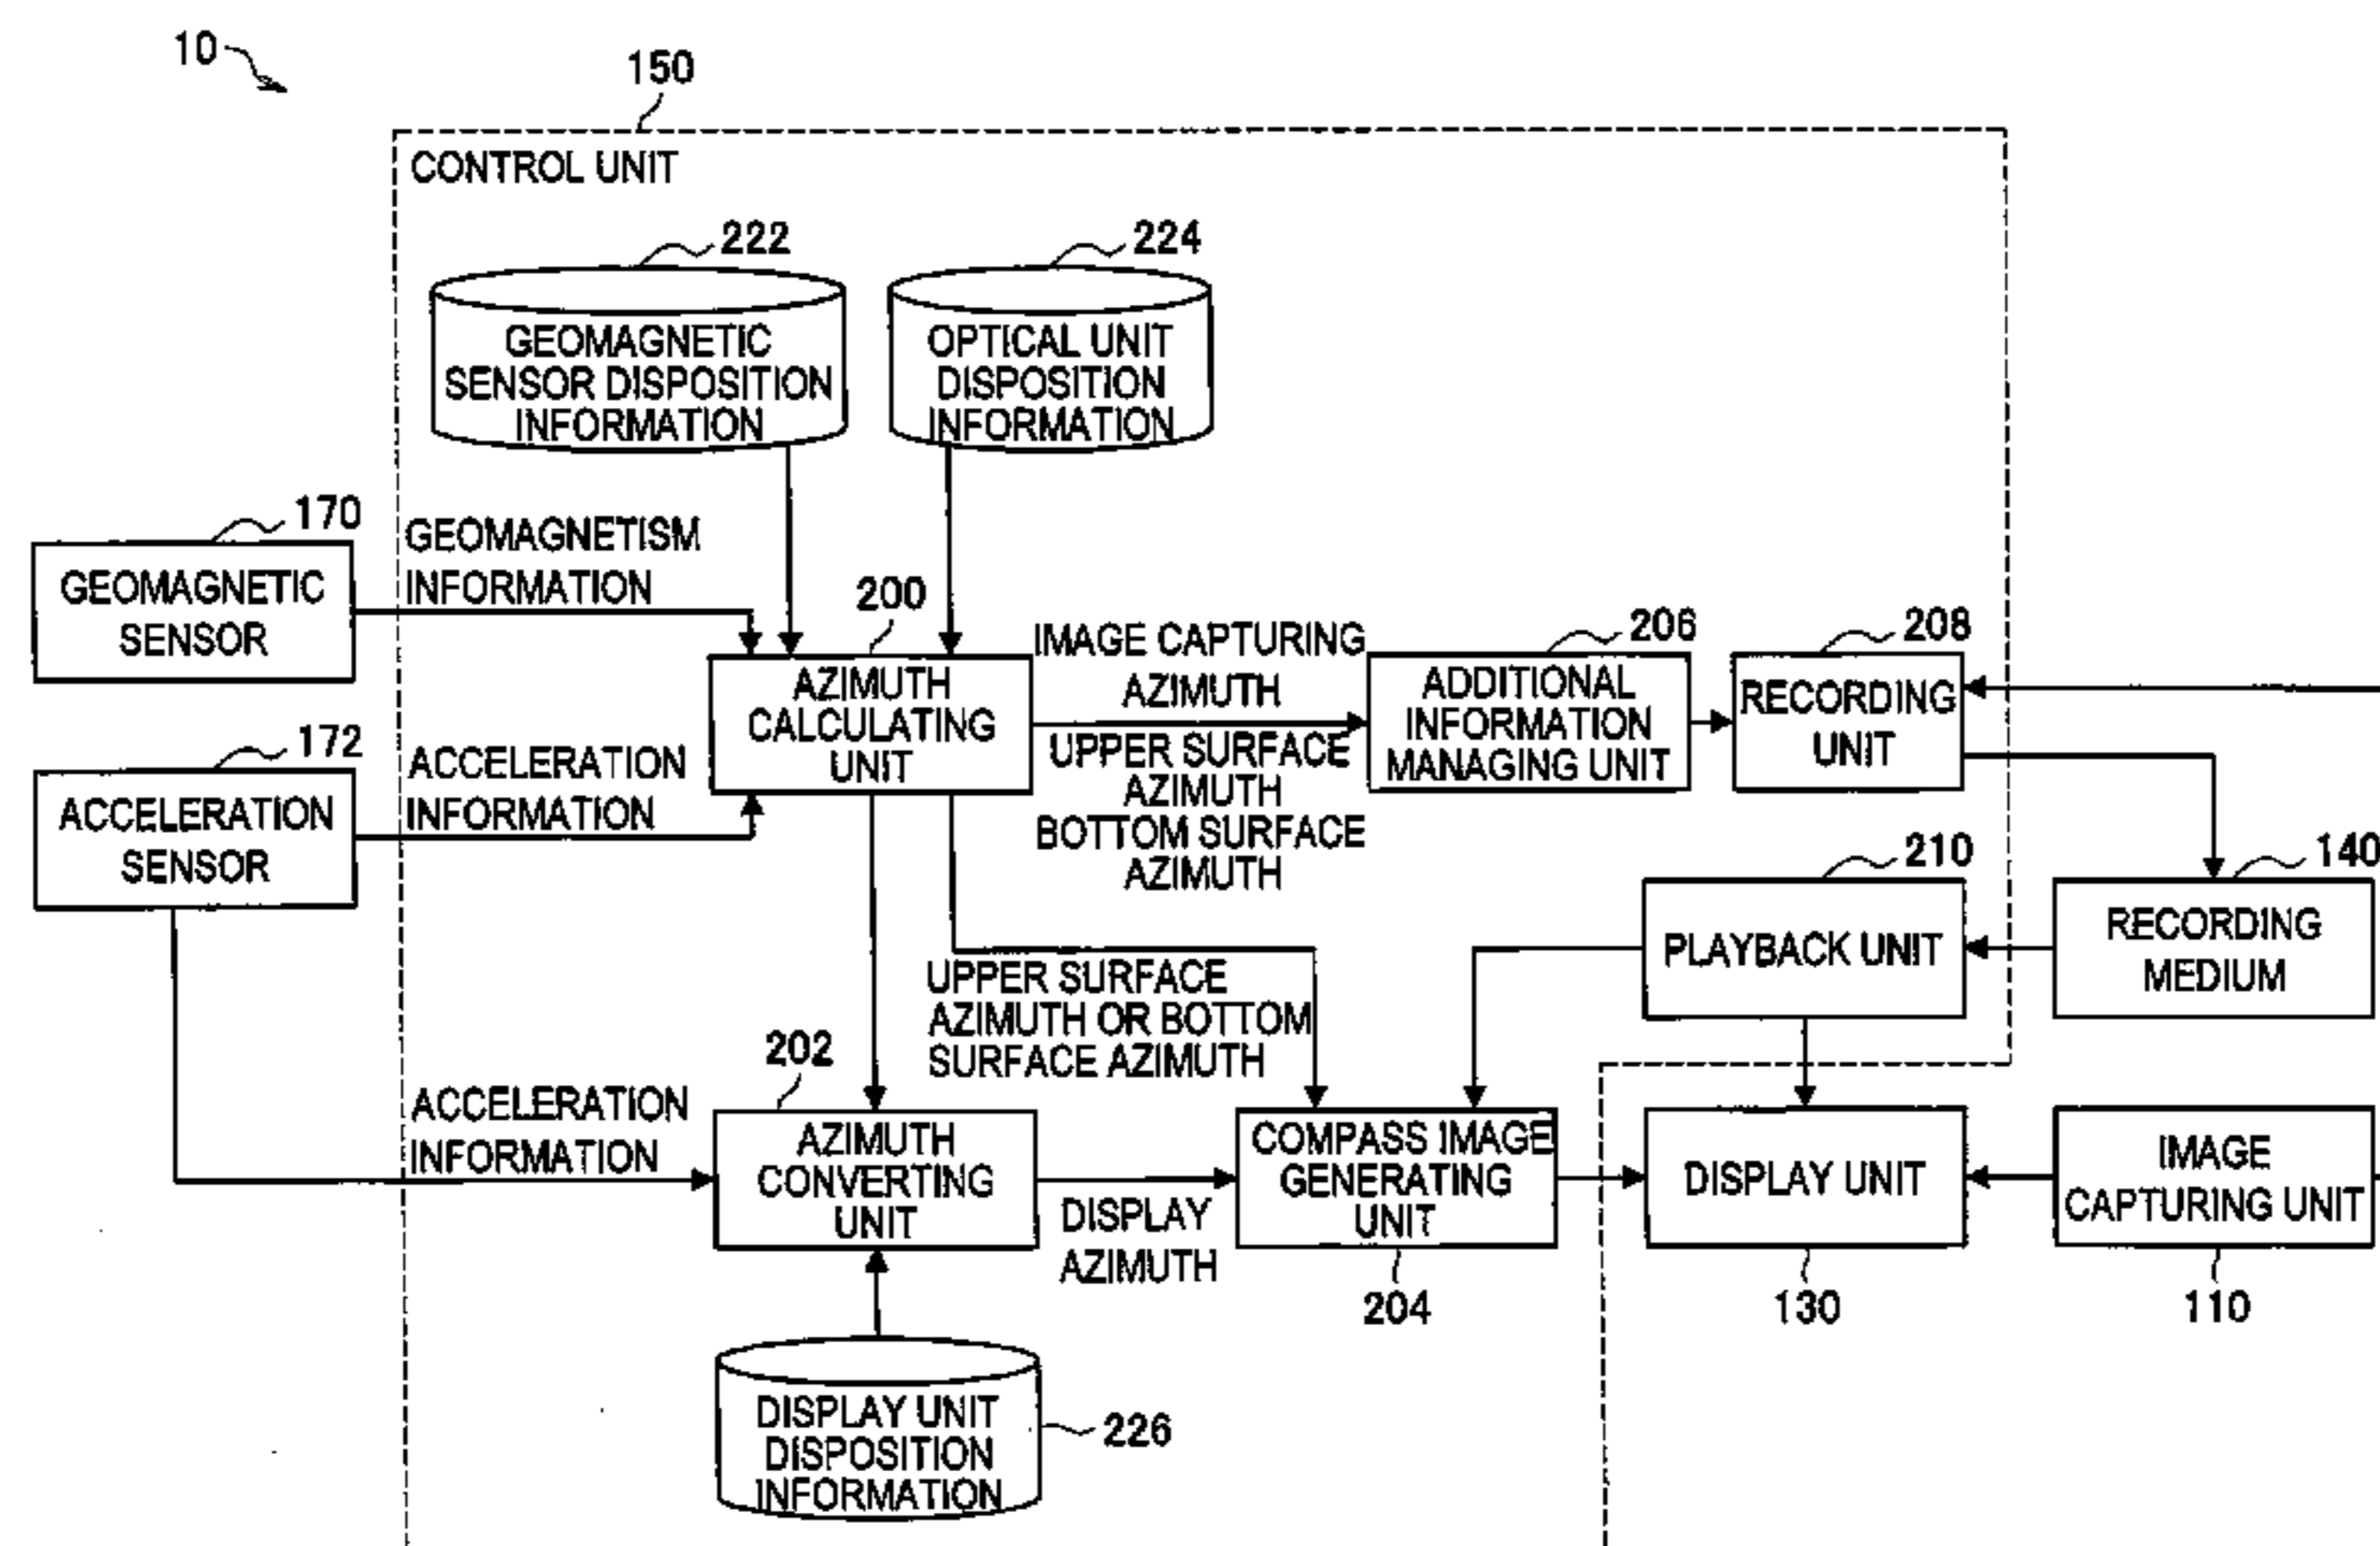 10
150
CONTROL UNIT
222
224
GEOMAGNETIC
SENSOR DISPOSITION
INFORMATION
OPTICAL UNIT
DISPOSITION
INFORMATION
170
GEOMAGNETIC
SENSOR
GEOMAGNETISM
INFORMATION
200
AZIMUTH
CALCULATING
UNIT
IMAGE CAPTURING
AZIMUTH
UPPER SURFACE
AZIMUTH
BOTTOM SURFACE
AZIMUTH
206
ADDITIONAL
INFORMATION
MANAGING UNIT
208
RECORDING
UNIT
172
ACCELERATION
SENSOR
ACCELERATION
INFORMATION
210
PLAYBACK UNIT
140
RECORDING
MEDIUM
UPPER SURFACE
AZIMUTH OR BOTTOM
SURFACE AZIMUTH
202
ACCELERATION
INFORMATION
AZIMUTH
CONVERTING
UNIT
DISPLAY
AZIMUTH
COMPASS IMAGE
GENERATING
UNIT
204
DISPLAY UNIT
130
IMAGE
CAPTURING UNIT
110
DISPLAY UNIT
DISPOSITION
INFORMATION
226